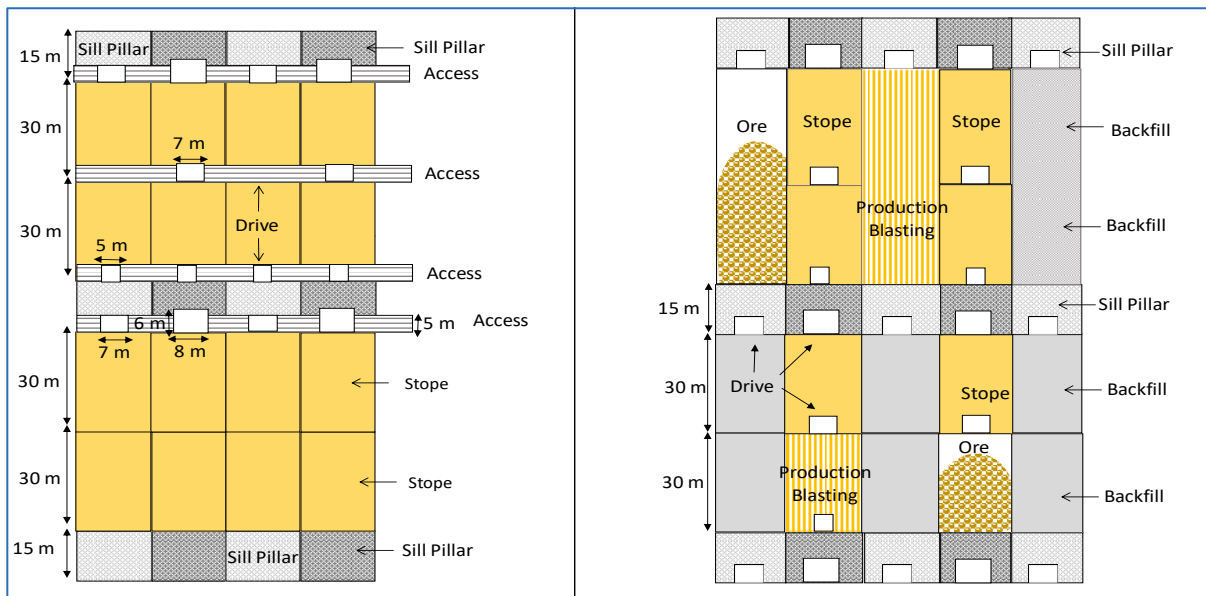 Sill Pillar
Sill Pillar
15 m
Access
30 m
7 m
Access
30 m
Drive
5 m
Access
6 m
5 m
Access
7 m
8 m
30 m
Stope
30 m
Stope
15 m
Sill Pillar
Sill Pillar
Sill Pillar
Ore
Stope
Stope
Backfill
Production
Blasting
Backfill
15 m
Sill Pillar
30 m
Drive
Stope
Backfill
Ore
30 m
Production
Blasting
Backfill